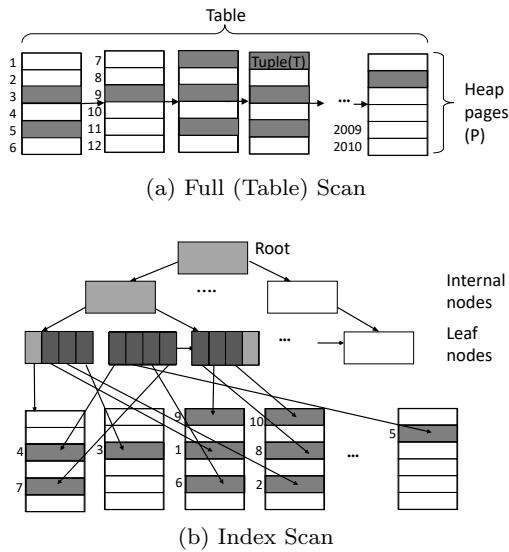 Table
1
2
3
4
5
6
7
8
9
10
11
12
Tuple(T)
...
2009
2010
Heap
pages
(P)
(a) Full (Table) Scan
Root
....
Internal
nodes
...
Leaf
nodes
4
7
3
9
1
6
10
8
2
...
5
(b) Index Scan